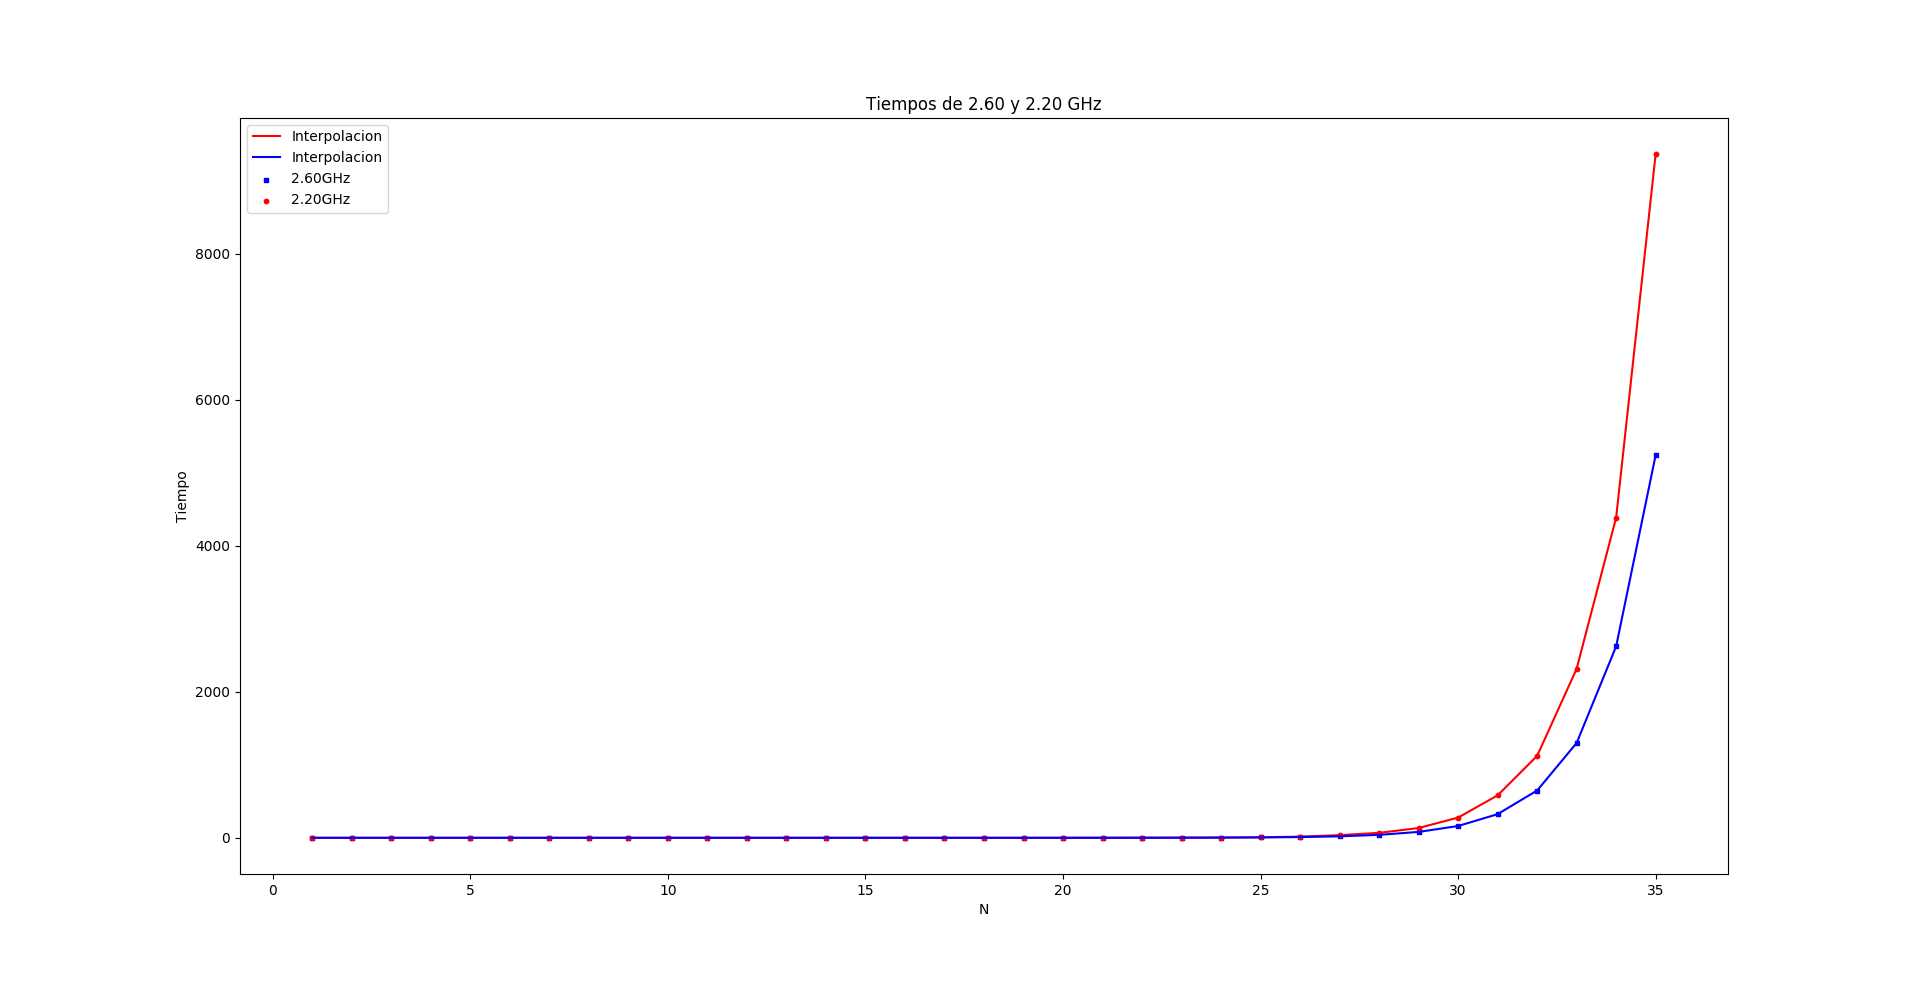 Tiempos de 2.60 y 2.20 GHz
Interpolacion
Interpolacion
2.60GHz
2.20GHz
8000
6000
4000
2000
0
Tiempo
0 5 10 15 20 25 30 35
N